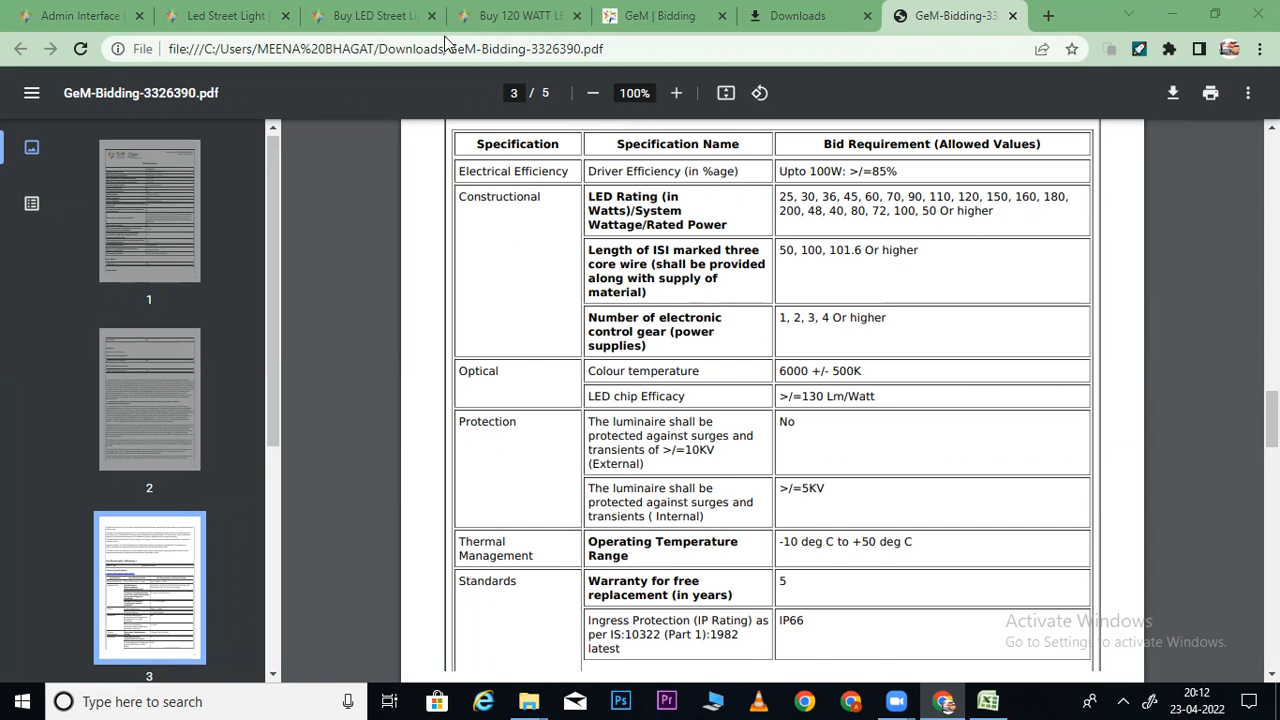 Admin Interface
Led Street Light |
Buy LED Street Li
Buy 120 WATT LE
GeM | Bidding
Downloads
GeM-Bidding-332
File
file:///C:/Users/MEENA%20BHAGAT/Downloads/GeM-Bidding-3326390.pdf
GeM-Bidding-3326390.pdf
3 / 5
100%
1
2
3
Specification Specification Name Bid Requirement (Allowed Values)
Electrical Efficiency Driver Efficiency (in %age) Upto 100W: >/=85%
Constructional LED Rating (in 25, 30, 36, 45, 60, 70, 90, 110, 120, 150, 160, 180,
Watts)/System 200, 48, 40, 80, 72, 100, 50 Or higher
Wattage/Rated Power
Length of ISI marked three 50, 100, 101.6 Or higher
core wire (shall be provided
along with supply of
material)
Number of electronic 1, 2, 3, 4 Or higher
control gear (power
supplies)
Optical Colour temperature 6000 +/- 500K
LED chip Efficacy >/=130 Lm/Watt
Protection The luminaire shall be No
protected against surges and
transients of >/=10KV
(External)
The luminaire shall be >/=5KV
protected against surges and
transients ( Internal)
Thermal Operating Temperature -10 deg C to +50 deg C
Management Range
Standards Warranty for free 5
replacement (in years)
Ingress Protection (IP Rating) as IP66
per IS:10322 (Part 1):1982
latest
Activate Windows
Go to Settings to activate Windows.
Type here to search
Ps
Pr
20:12
23-04-2022